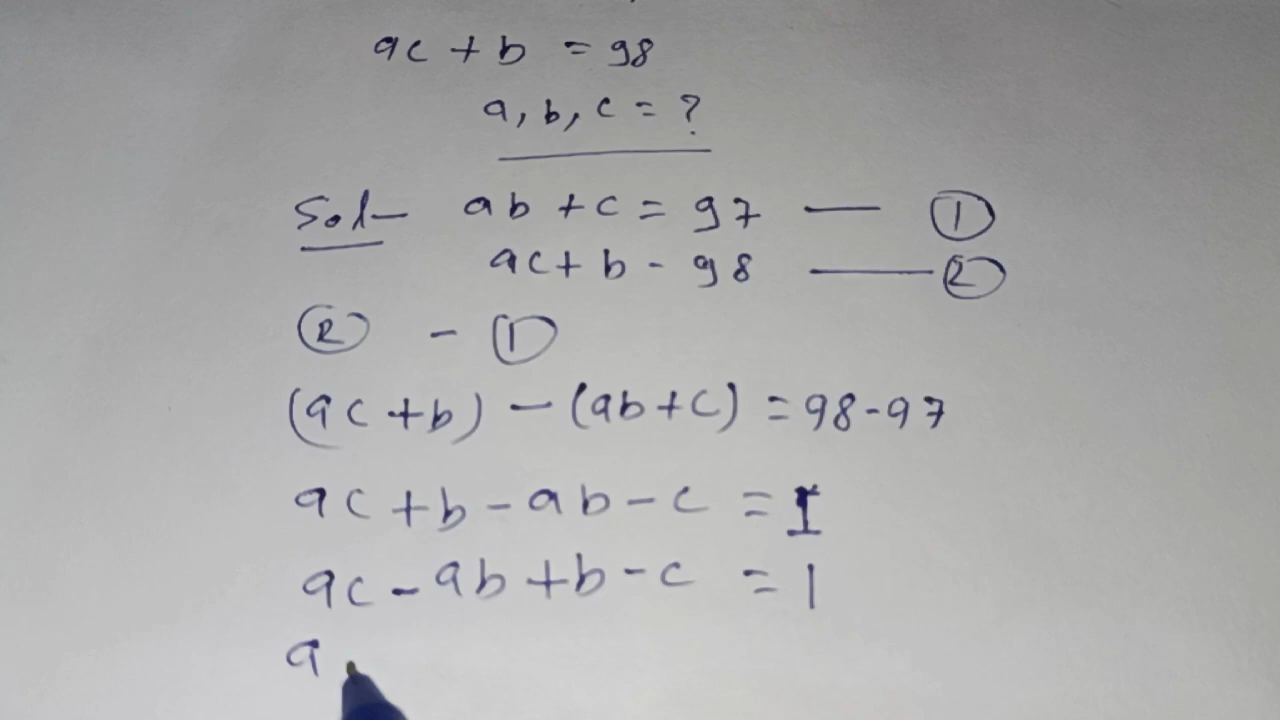 ac + b = 98
a, b, c = ?
Sol- ab + c = 97 — ①
ac + b - 98 — ②
② - ①
(ac + b) - (ab + c) = 98 - 97
ac + b - ab - c = 1
ac - ab + b - c = 1
a